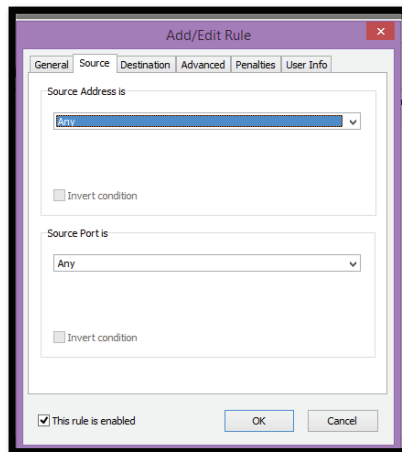 Add/Edit Rule
General Source Destination Advanced Penalties User Info
Source Address is
Any
Invert condition
Source Port is
Any
Invert condition
This rule is enabled OK Cancel